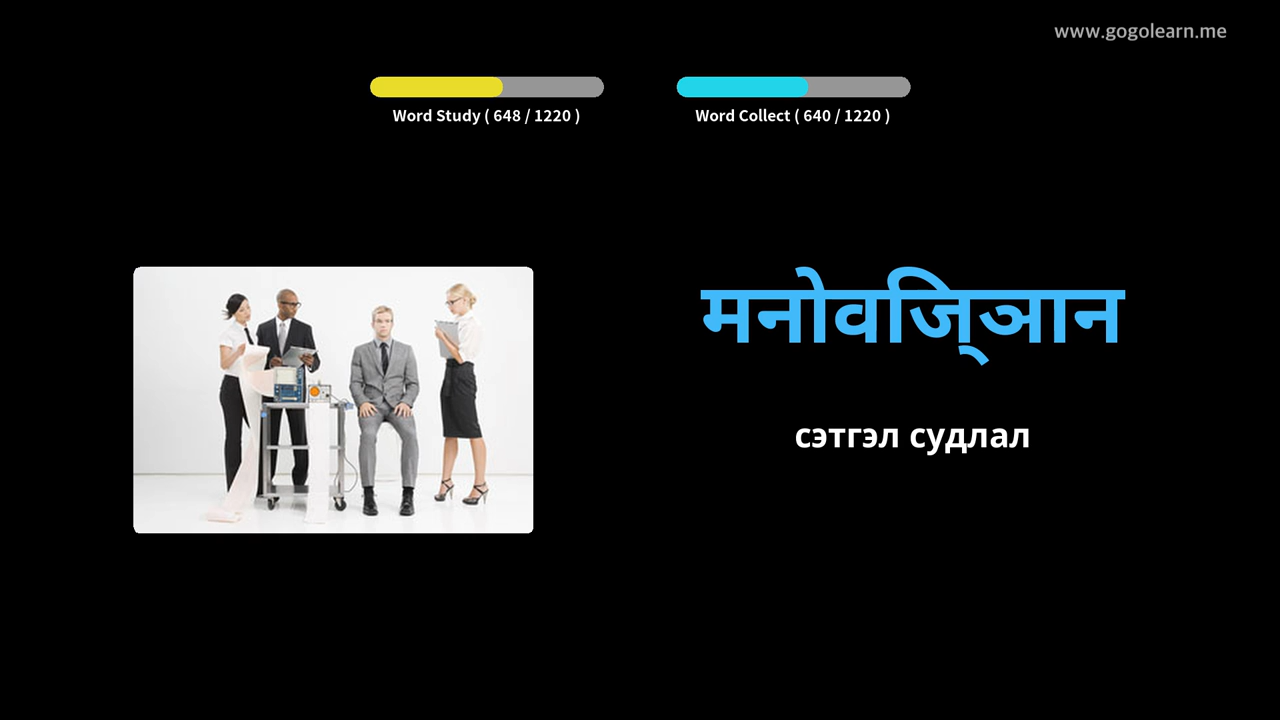 www.gogolearn.me
Word Study ( 648 / 1220 )
Word Collect ( 640 / 1220 )
मनोवजि्ञान
сэтгэл судлал